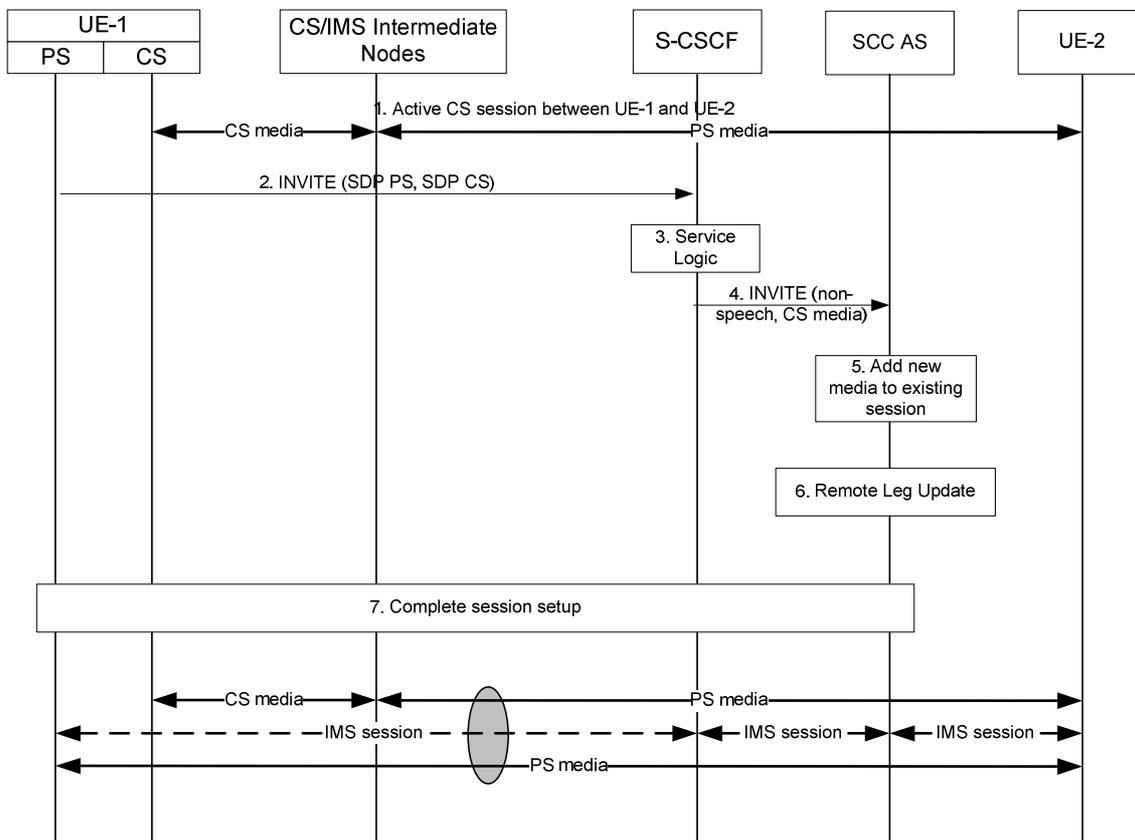 UE-1
PS
CS
CS/IMS Intermediate
Nodes
S-CSCF
SCC AS
UE-2
1. Active CS session between UE-1 and UE-2
CS media
PS media
2. INVITE (SDP PS, SDP CS)
3. Service
Logic
4. INVITE (non-
speech, CS media)
5. Add new
media to existing
session
6. Remote Leg Update
7. Complete session setup
CS media
PS media
IMS session
IMS session
IMS session
PS media